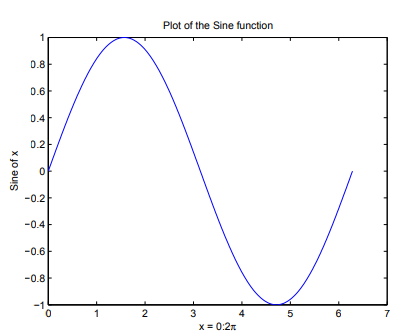 Plot of the Sine function
1
0.8
0.6
0.4
0.2
0
−0.2
−0.4
−0.6
−0.8
−1
Sine of x
0 1 2 3 4 5 6 7
x = 0:2π